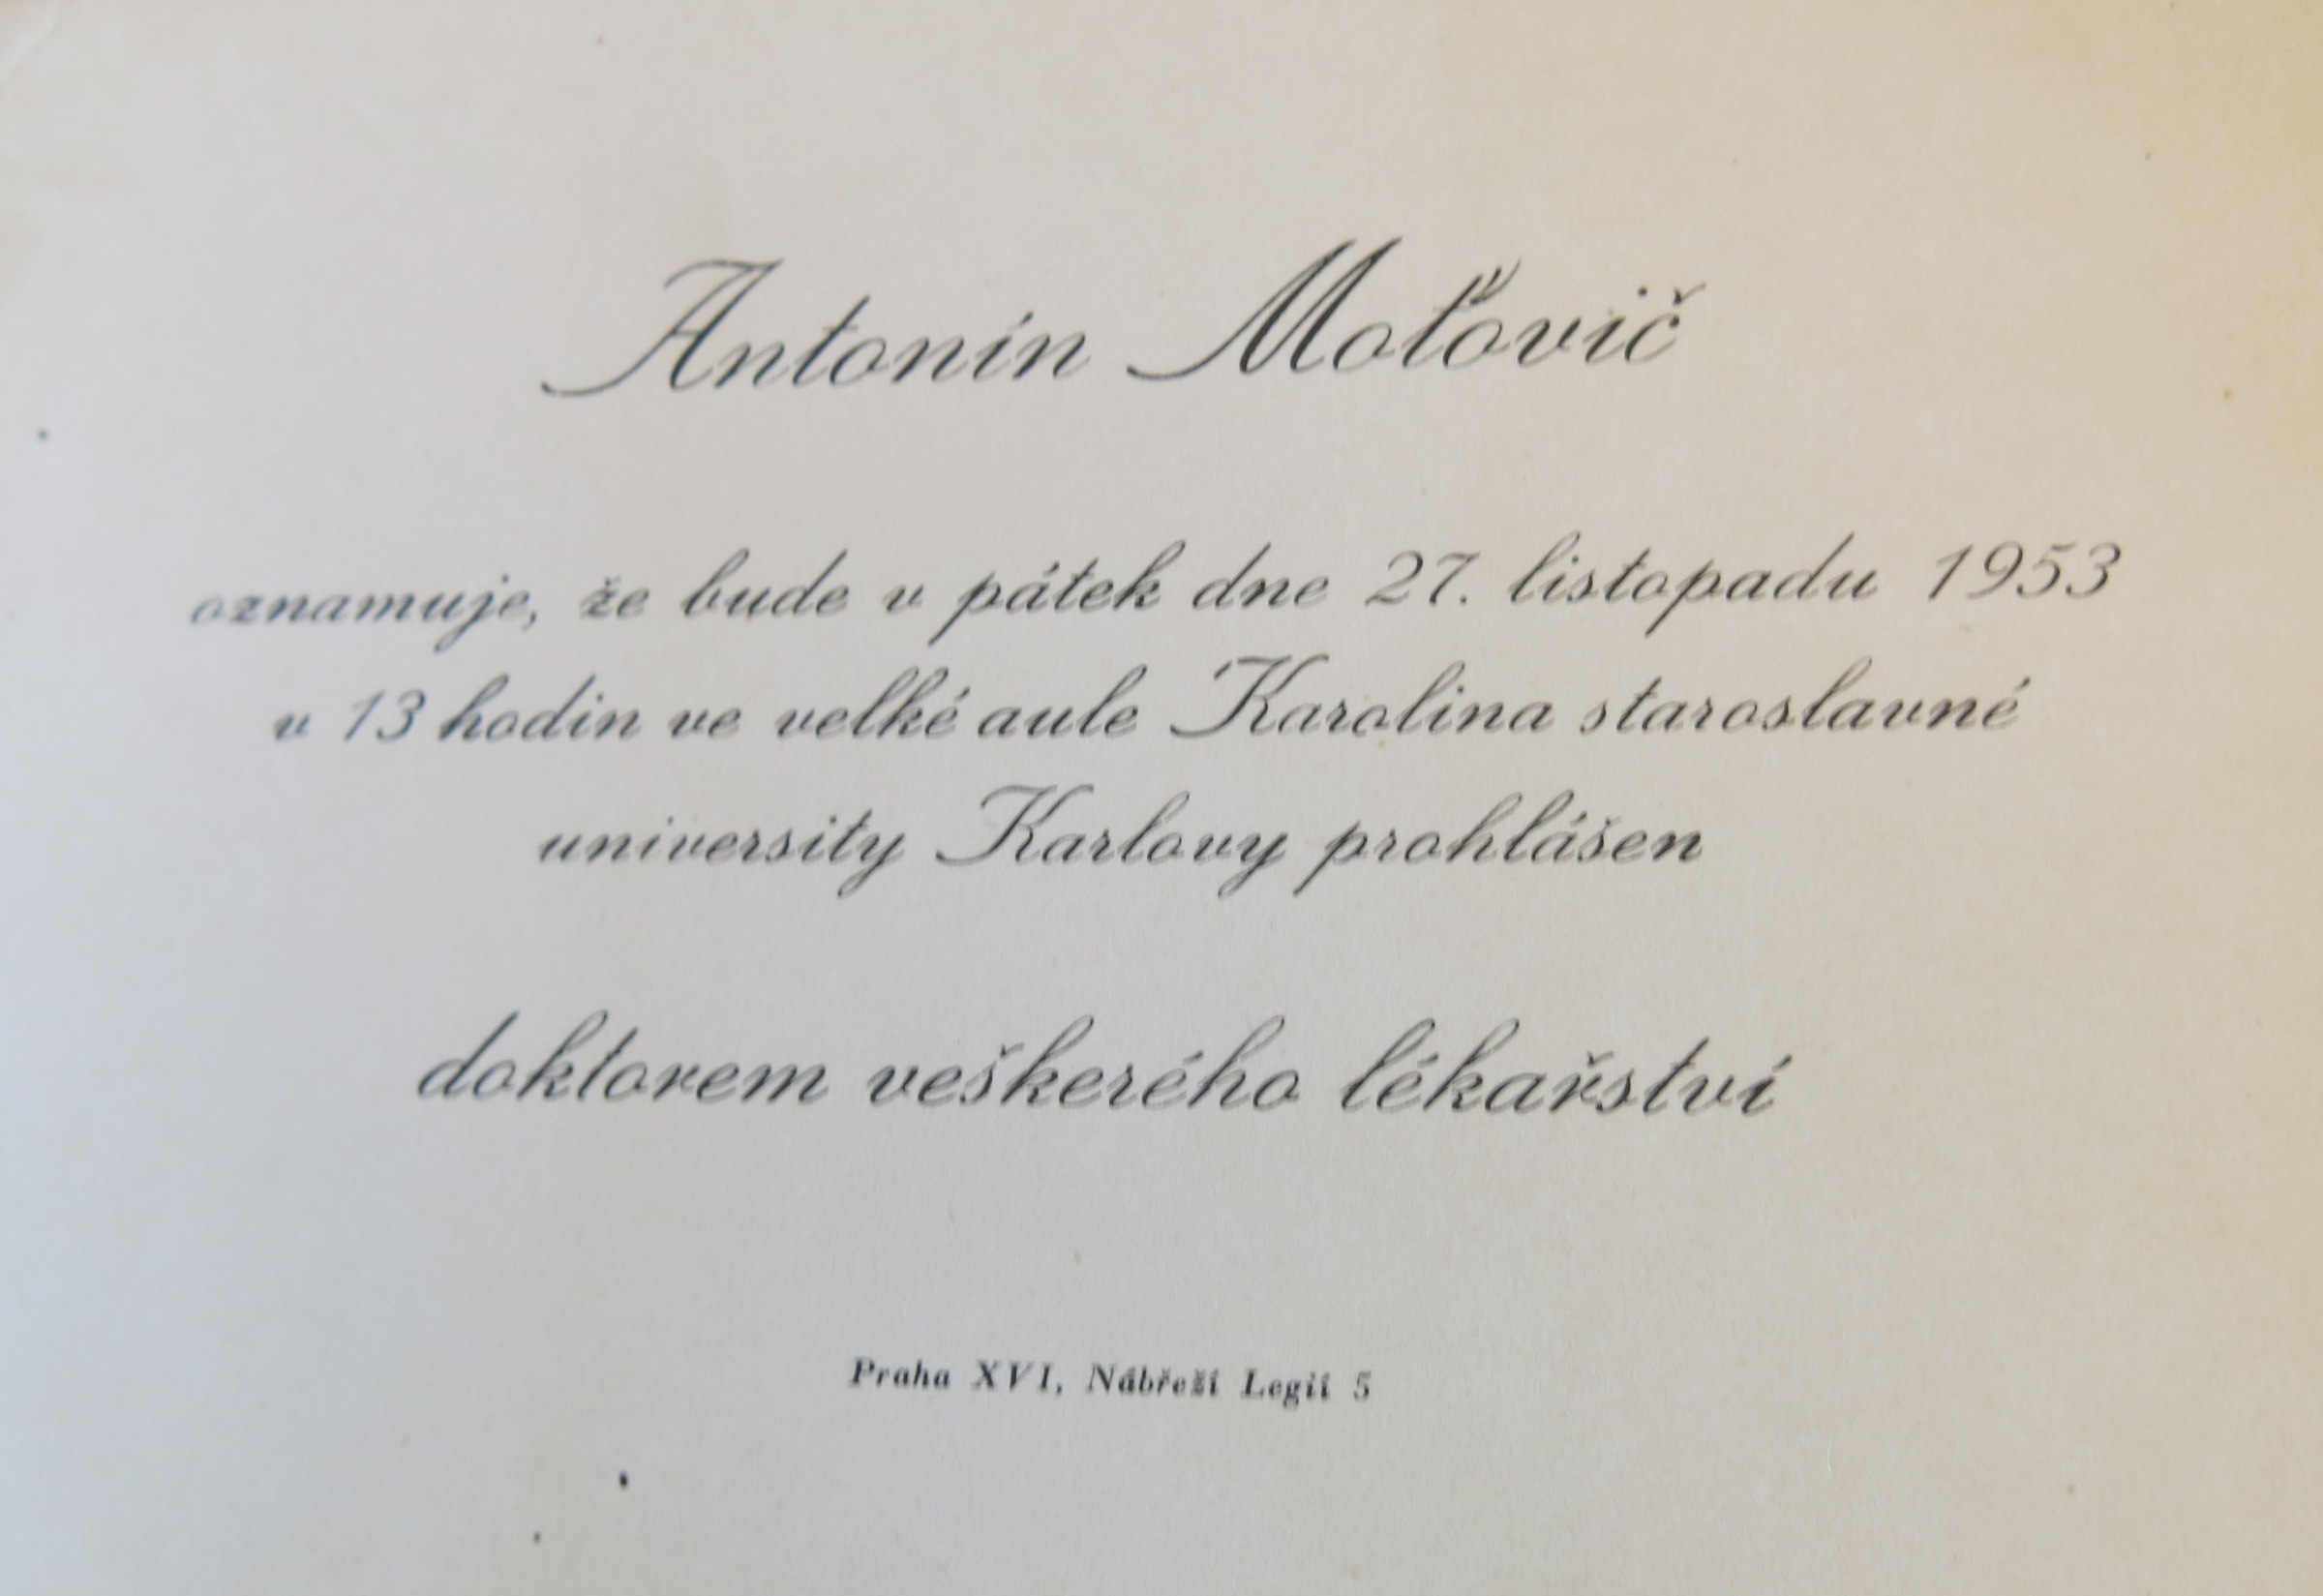 Antonín Moťovič
oznamuje, že bude v pátek dne 27. listopadu 1953
v 13 hodin ve velké aule Karolina staroslavné
university Karlovy prohlášen
doktorem veškerého lékařství
Praha XVI, Nábřeží Legií 5